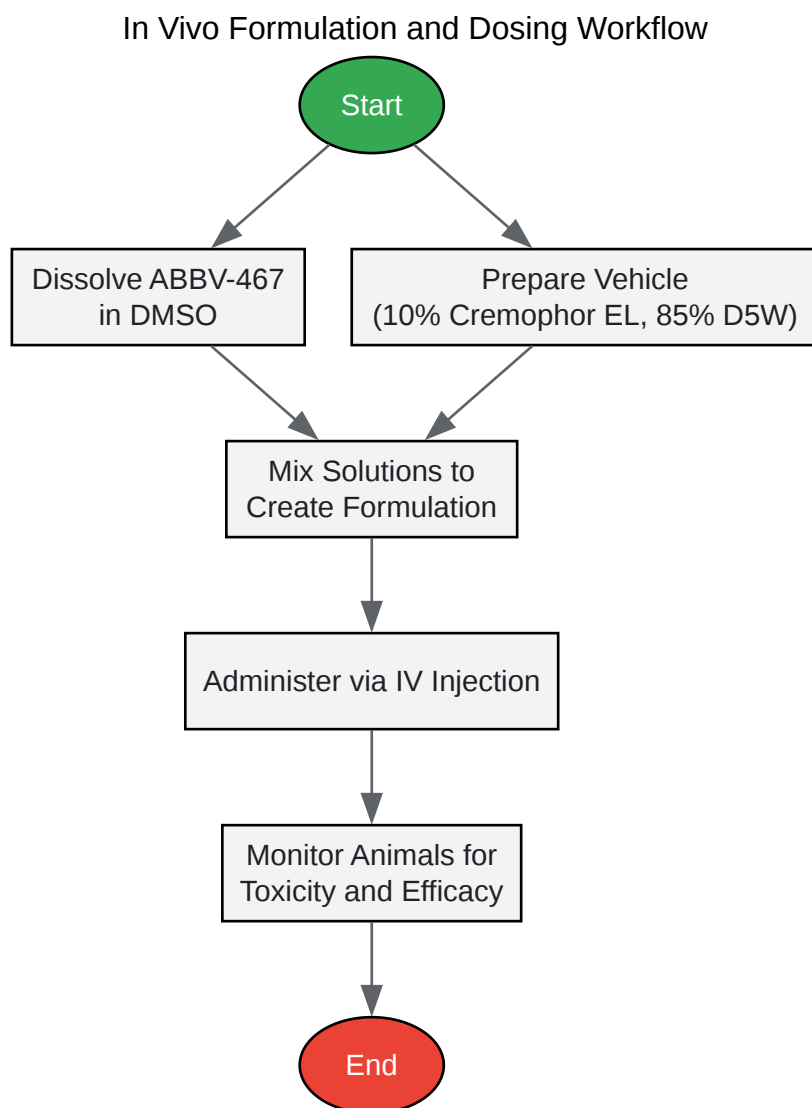 In Vivo Formulation and Dosing Workflow
Start
Dissolve ABBV-467
in DMSO
Prepare Vehicle
(10% Cremophor EL, 85% D5W)
Mix Solutions to
Create Formulation
Administer via IV Injection
Monitor Animals for
Toxicity and Efficacy
End